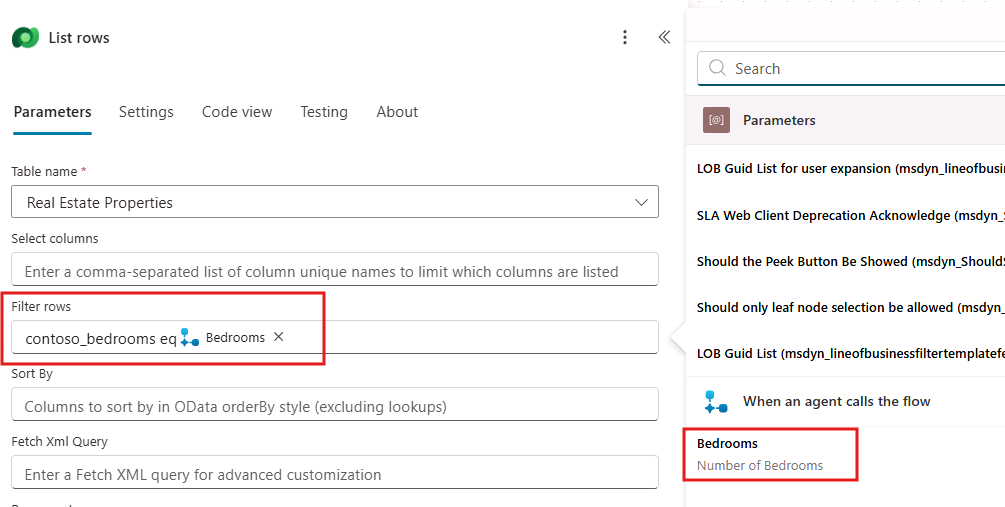 List rows
Parameters Settings Code view Testing About
Table name *
Real Estate Properties
Select columns
Enter a comma-separated list of column unique names to limit which columns are listed
Filter rows
contoso_bedrooms eq Bedrooms
Sort By
Columns to sort by in OData orderBy style (excluding lookups)
Fetch Xml Query
Enter a Fetch XML query for advanced customization
Search
[@] Parameters
LOB Guid List for user expansion (msdyn_lineofbusin
SLA Web Client Deprecation Acknowledge (msdyn_
Should the Peek Button Be Showed (msdyn_ShouldS
Should only leaf node selection be allowed (msdyn_
LOB Guid List (msdyn_lineofbusinessfiltertemplatefe
When an agent calls the flow
Bedrooms
Number of Bedrooms